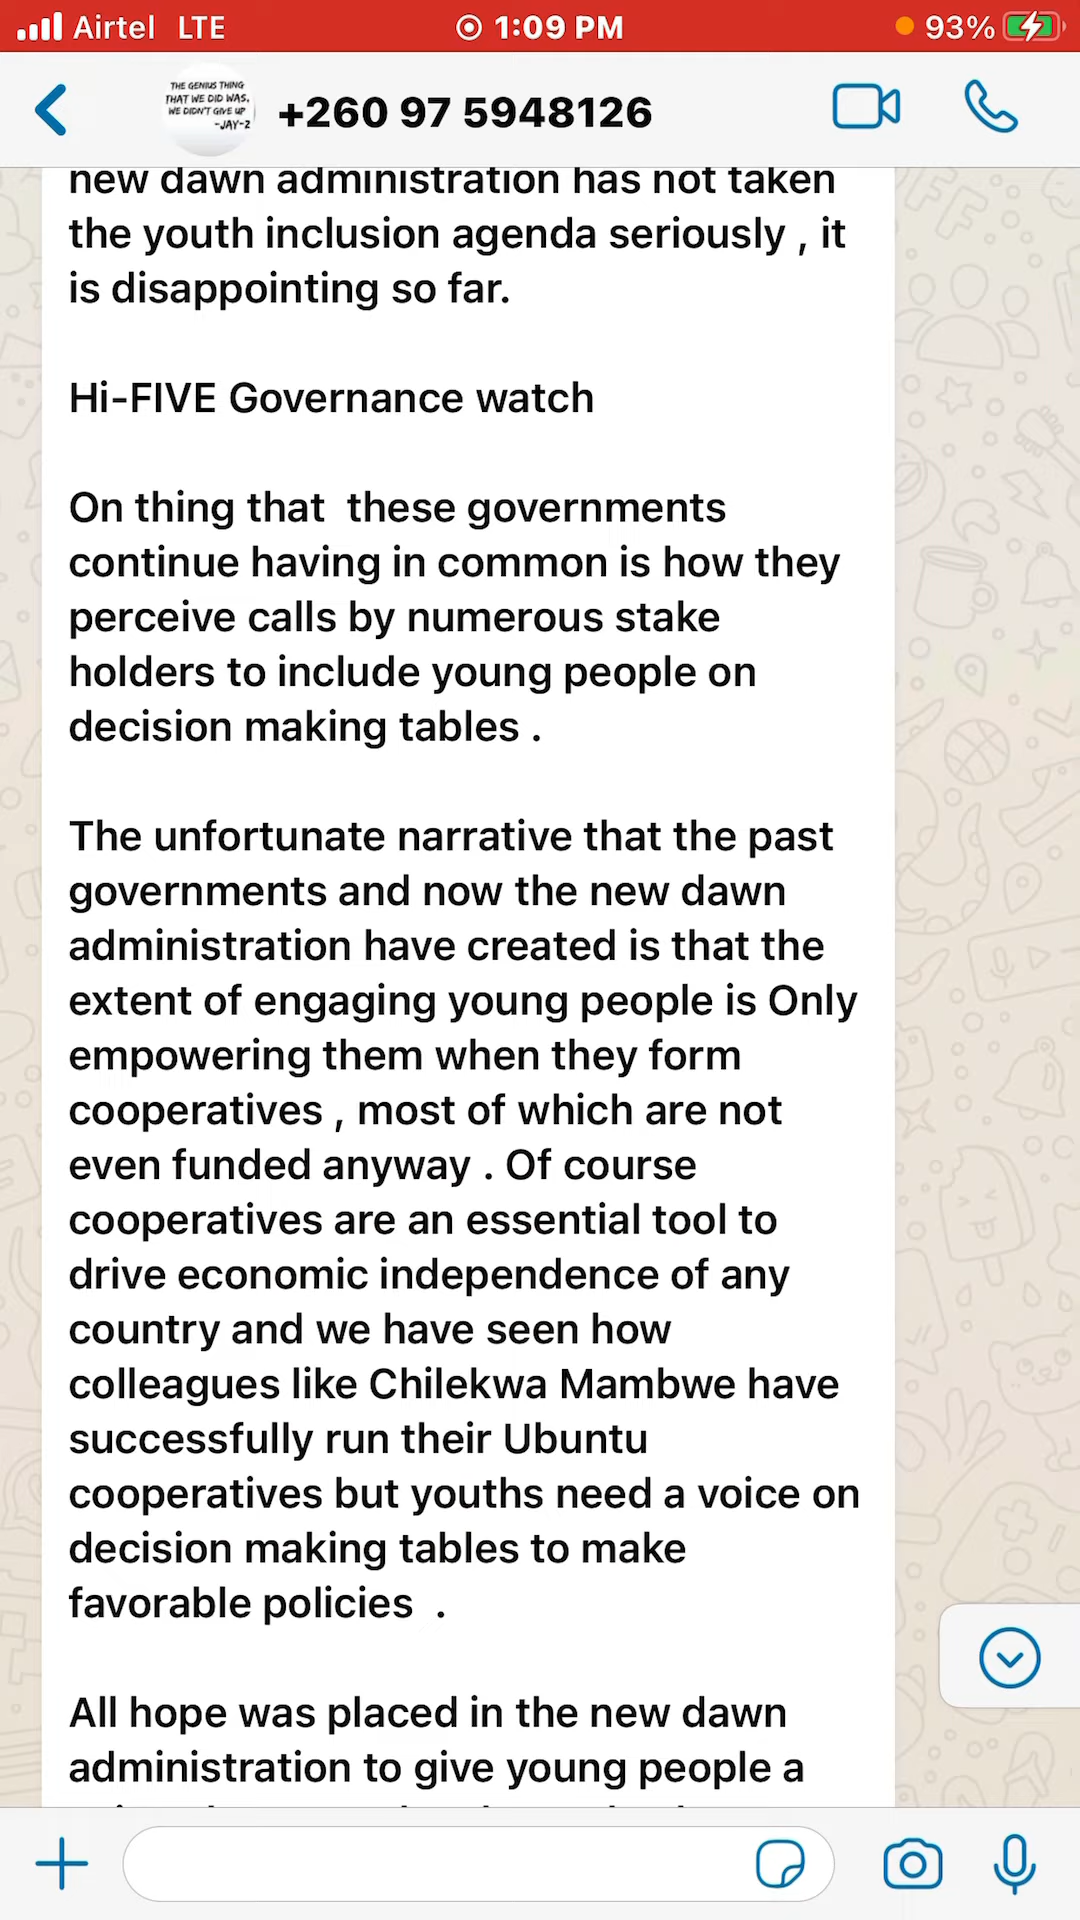 Airtel LTE
1:09 PM
93%
THE GENIUS THING
THAT WE DID WAS,
WE DIDN'T GIVE UP
-JAY-Z
+260 97 5948126
new dawn administration has not taken
the youth inclusion agenda seriously , it
is disappointing so far.
Hi-FIVE Governance watch
On thing that  these governments
continue having in common is how they
perceive calls by numerous stake
holders to include young people on
decision making tables .
The unfortunate narrative that the past
governments and now the new dawn
administration have created is that the
extent of engaging young people is Only
empowering them when they form
cooperatives , most of which are not
even funded anyway . Of course
cooperatives are an essential tool to
drive economic independence of any
country and we have seen how
colleagues like Chilekwa Mambwe have
successfully run their Ubuntu
cooperatives but youths need a voice on
decision making tables to make
favorable policies  .
All hope was placed in the new dawn
administration to give young people a